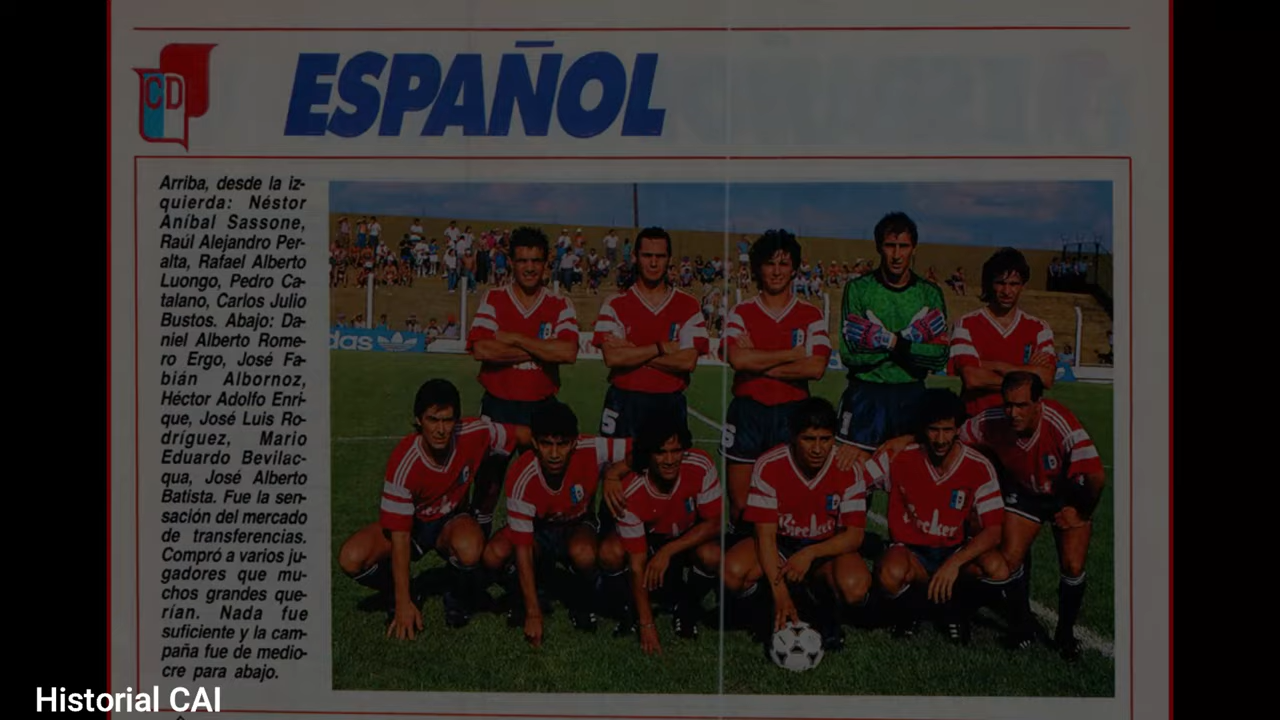 CD
ESPAÑOL
Arriba, desde la iz-
quierda: Néstor
Aníbal Sassone,
Raúl Alejandro Per-
alta, Rafael Alberto
Luongo, Pedro Ca-
talano, Carlos Julio
Bustos. Abajo: Da-
niel Alberto Rome-
ro Ergo, José Fa-
bián Albornoz,
Héctor Adolfo Enri-
que, José Luis Ro-
dríguez, Mario
Eduardo Bevilac-
qua, José Alberto
Batista. Fue la sen-
sación del mercado
de transferencias.
Compró a varios ju-
gadores que mu-
chos grandes que-
rían. Nada fue
suficiente y la cam-
paña fue de medio-
cre para abajo.
das
5
6
1
Bieckert
Historial CAI